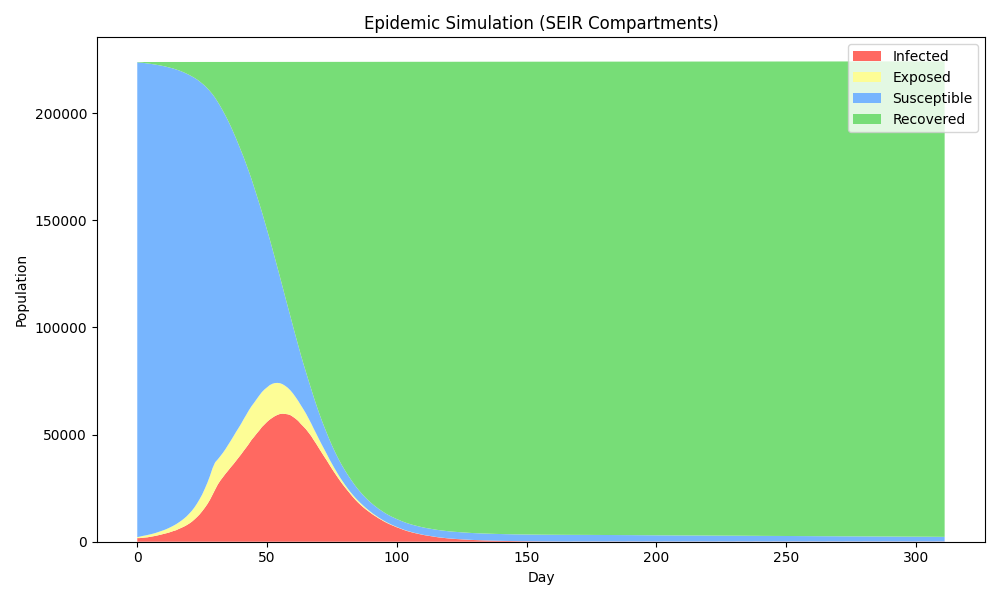 Epidemic Simulation (SEIR Compartments)
Infected
Exposed
Susceptible
Recovered
Population
200000
150000
100000
50000
0
0 50 100 150 200 250 300
Day